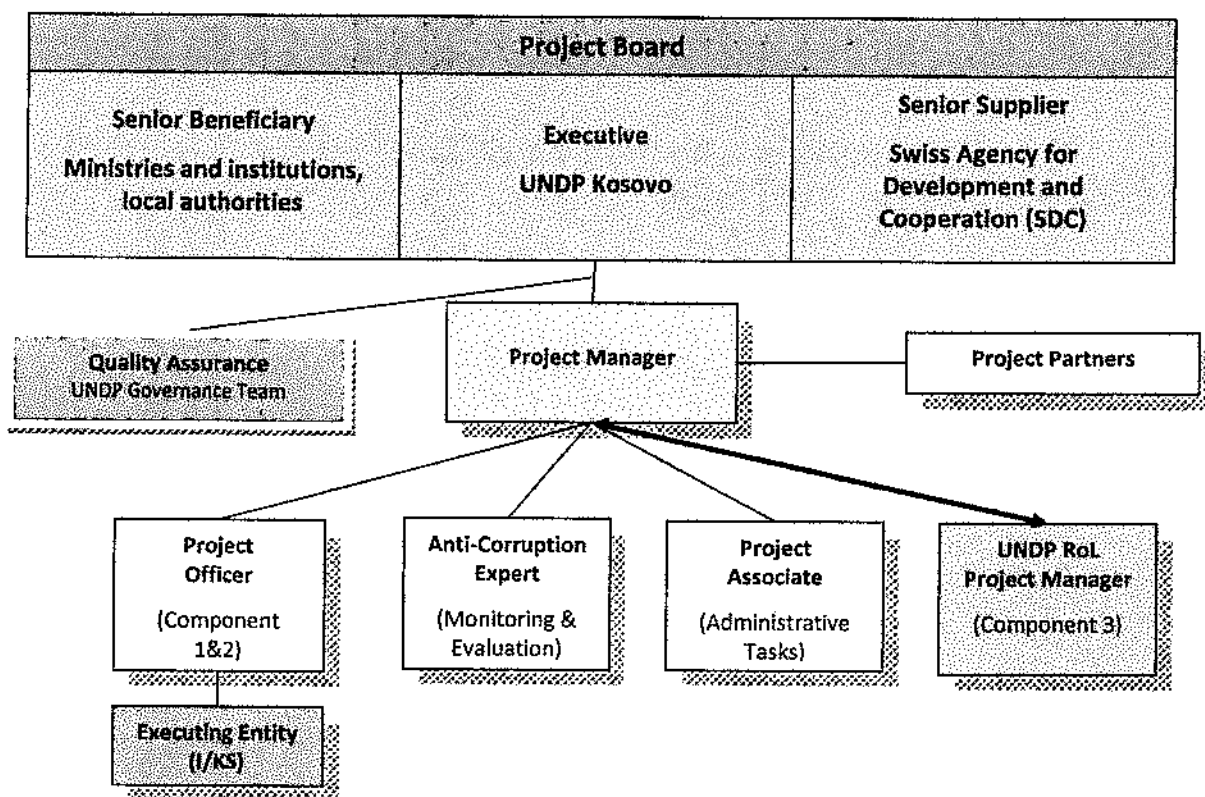 Project Board
Senior Beneficiary
Ministries and institutions,
local authorities
Executive
UNDP Kosovo
Senior Supplier
Swiss Agency for
Development and
Cooperation (SDC)
Quality Assurance
UNDP Governance Team
Project Manager
Project Partners
Project
Officer
(Component
1&2)
Anti-Corruption
Expert
(Monitoring &
Evaluation)
Project
Associate
(Administrative
Tasks)
UNDP RoL
Project Manager
(Component 3)
Executing Entity
(I/KS)